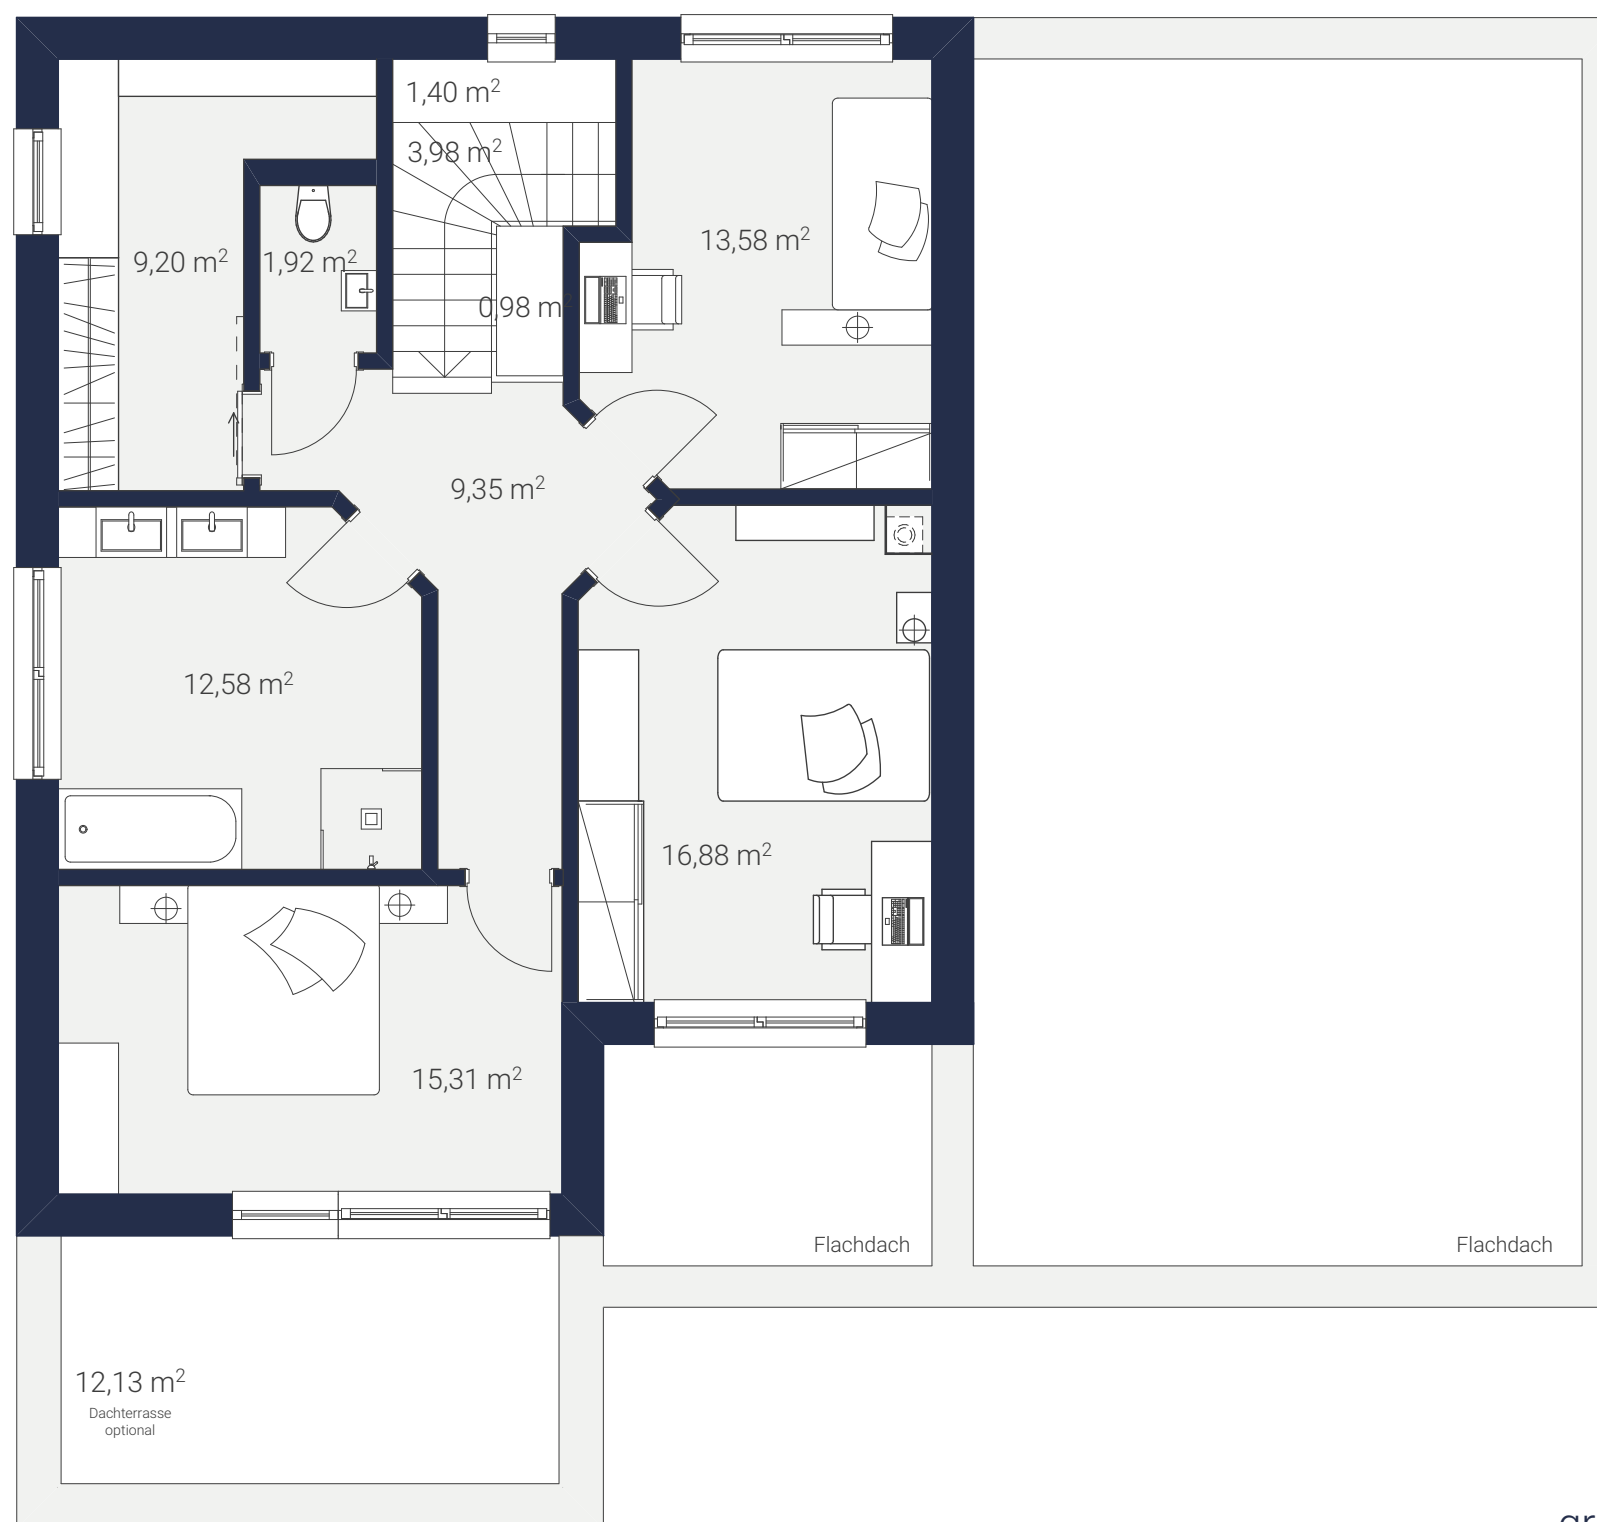 1,40 m²
3,98 m²
13,58 m²
9,20 m²
1,92 m²
0,98 m²
9,35 m²
12,58 m²
16,88 m²
15,31 m²
Flachdach
Flachdach
12,13 m²
Dachterrasse
optional